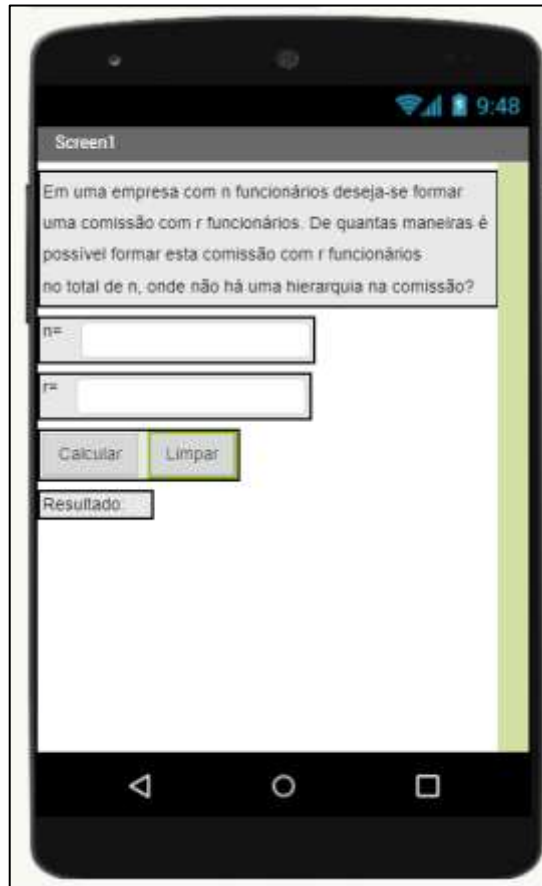 9:48
Screen1
Em uma empresa com n funcionários deseja-se formar
uma comissão com r funcionários. De quantas maneiras é
possível formar esta comissão com r funcionários
no total de n, onde não há uma hierarquia na comissão?
n=
r=
Calcular Limpar
Resultado: